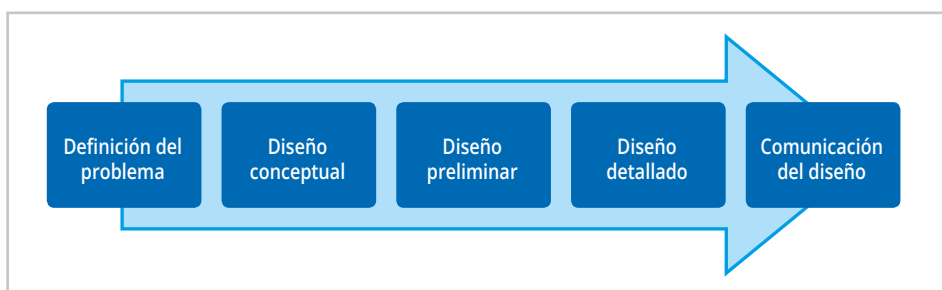 Definición del
problema
Diseño
conceptual
Diseño
preliminar
Diseño
detallado
Comunicación
del diseño